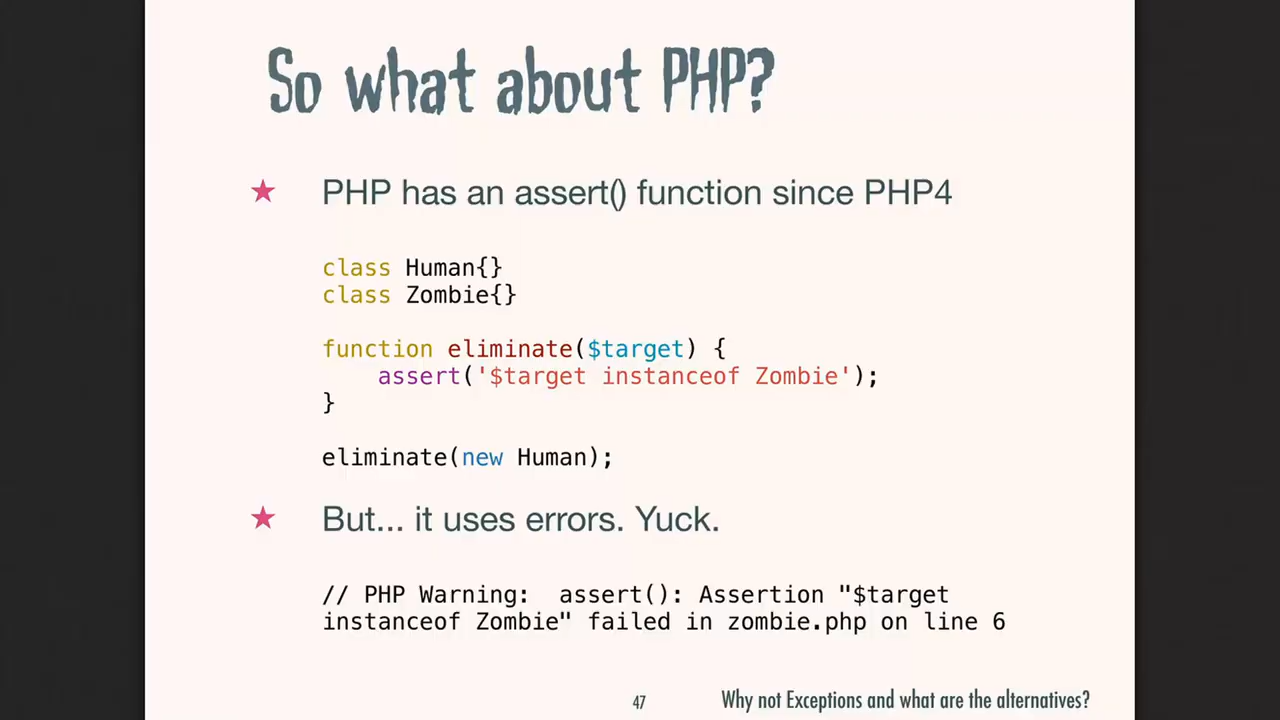 So what about PHP?
★ PHP has an assert() function since PHP4
class Human{}
class Zombie{}
function eliminate($target) {
    assert('$target instanceof Zombie');
}
eliminate(new Human);
★ But... it uses errors. Yuck.
// PHP Warning:  assert(): Assertion "$target
instanceof Zombie" failed in zombie.php on line 6
47 Why not Exceptions and what are the alternatives?